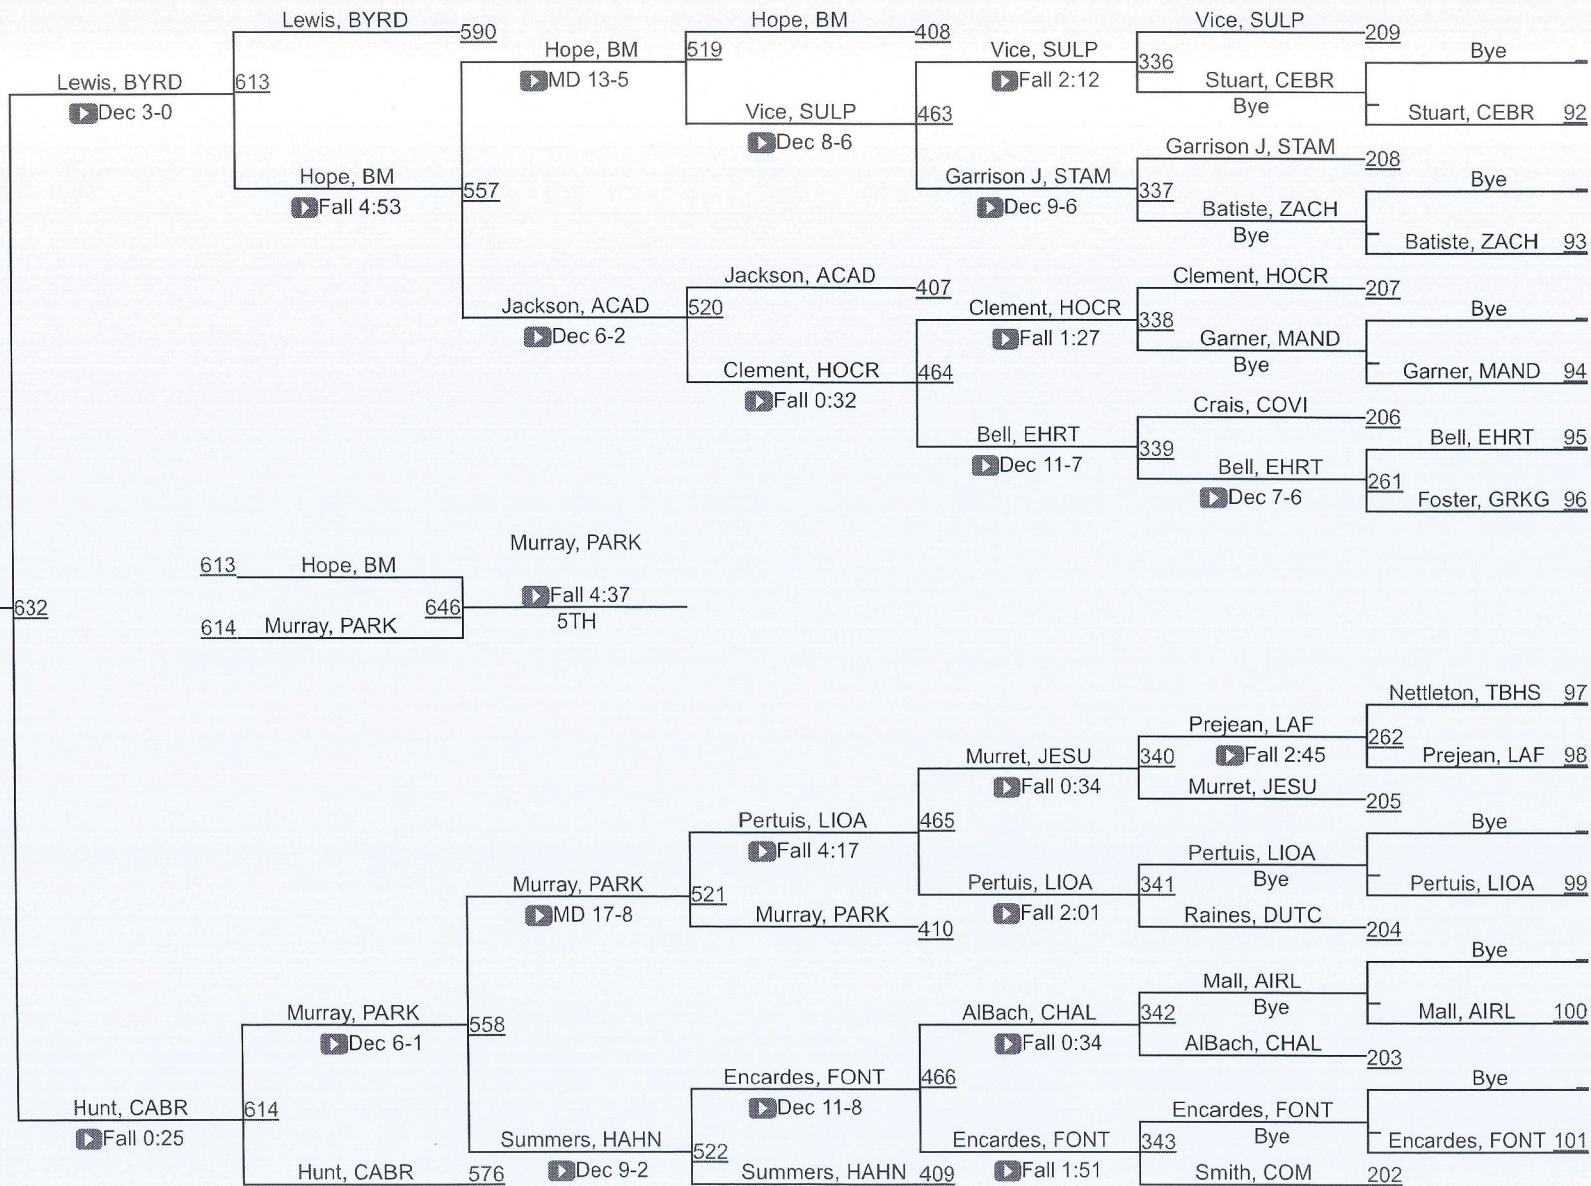 Lewis, BYRD
590
Hope, BM
408
Vice, SULP
209
Bye
Hope, BM
MD 13-5
519
Vice, SULP
Fall 2:12
336
Stuart, CEBR
Bye
Stuart, CEBR 92
Lewis, BYRD
Dec 3-0
613
Vice, SULP
Dec 8-6
463
Garrison J, STAM
208
Bye
Hope, BM
Fall 4:53
557
Garrison J, STAM
Dec 9-6
337
Batiste, ZACH
Bye
Batiste, ZACH 93
Jackson, ACAD
Dec 6-2
520
Jackson, ACAD
407
Clement, HOCR
Fall 1:27
338
Clement, HOCR
207
Bye
Garner, MAND
Bye
Garner, MAND 94
Clement, HOCR
Fall 0:32
464
Crais, COVI
206
Bell, EHRT 95
Bell, EHRT
Dec 11-7
339
Bell, EHRT
Dec 7-6
261
Foster, GRKG 96
Murray, PARK
613 Hope, BM
Fall 4:37
5TH
632
646
614 Murray, PARK
Nettleton, TBHS 97
Prejean, LAF
Fall 2:45
262
Prejean, LAF 98
Murret, JESU
Fall 0:34
340
Murret, JESU
205
Bye
Pertuis, LIOA
Fall 4:17
465
Pertuis, LIOA
Bye
Pertuis, LIOA 99
Murray, PARK
MD 17-8
521
Pertuis, LIOA
Fall 2:01
341
Murray, PARK
410
Raines, DUTC
204
Bye
Mall, AIRL
Bye
Mall, AIRL 100
Murray, PARK
Dec 6-1
558
AlBach, CHAL
Fall 0:34
342
AlBach, CHAL
203
Bye
Encardes, FONT
Dec 11-8
466
Hunt, CABR
Fall 0:25
614
Encardes, FONT
Bye
Encardes, FONT 101
Summers, HAHN
Dec 9-2
522
Encardes, FONT
Fall 1:51
343
Hunt, CABR
576
Summers, HAHN 409
Smith, COM
202